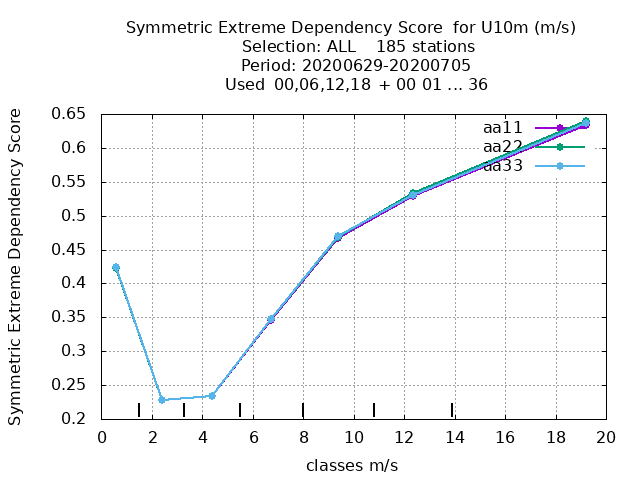 Symmetric Extreme Dependency Score for U10m (m/s)
Selection: ALL 185 stations
Period: 20200629-20200705
Used 00,06,12,18 + 00 01 ... 36
Symmetric Extreme Dependency Score
0.65
0.6
0.55
0.5
0.45
0.4
0.35
0.3
0.25
0.2
aa11
aa22
aa33
0 2 4 6 8 10 12 14 16 18 20
classes m/s